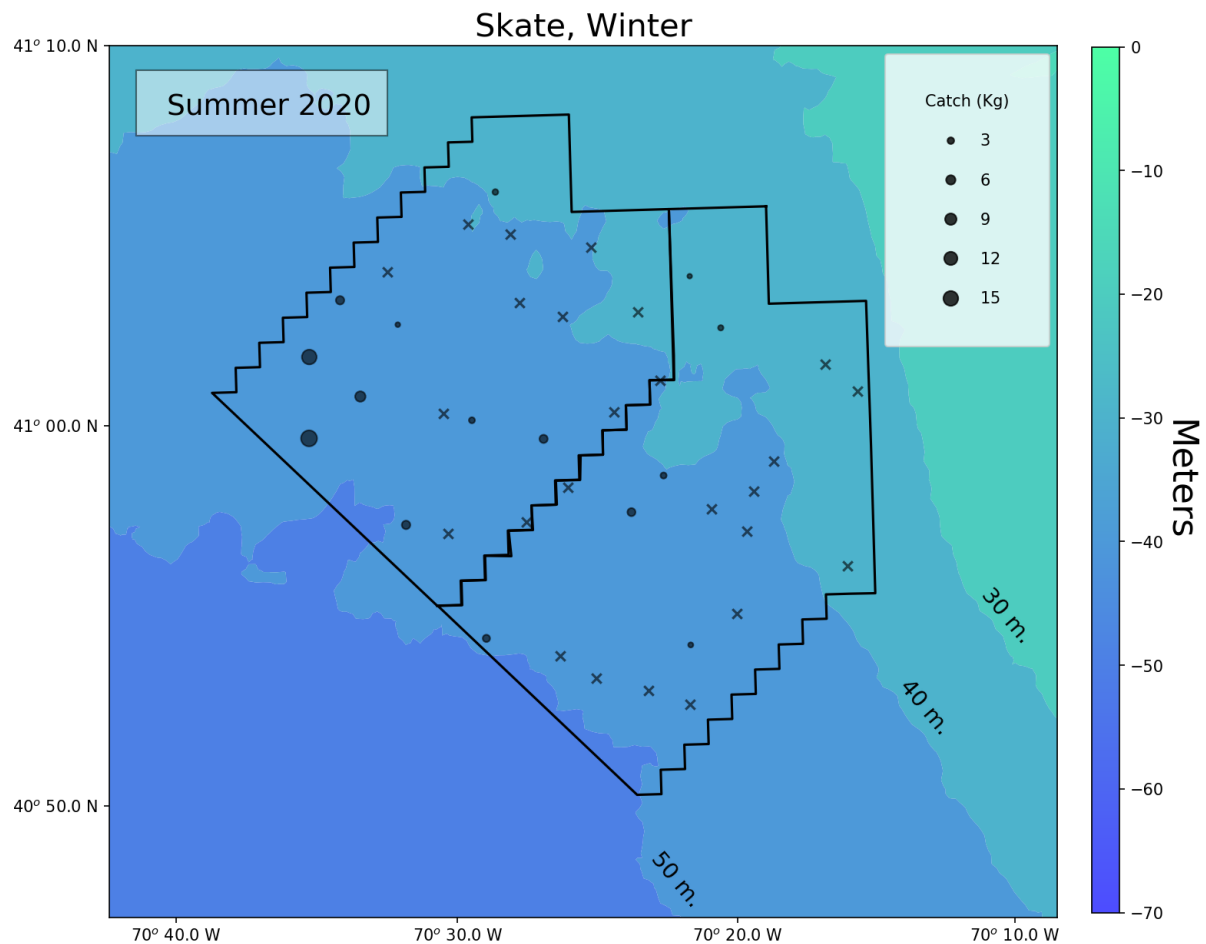 Skate, Winter
41° 10.0 N
41° 00.0 N
40° 50.0 N
70° 40.0 W
70° 30.0 W
70° 20.0 W
70° 10.0 W
Summer 2020
Catch (Kg)
3
6
9
12
15
30 m.
40 m.
50 m.
0
−10
−20
−30
−40
−50
−60
−70
Meters